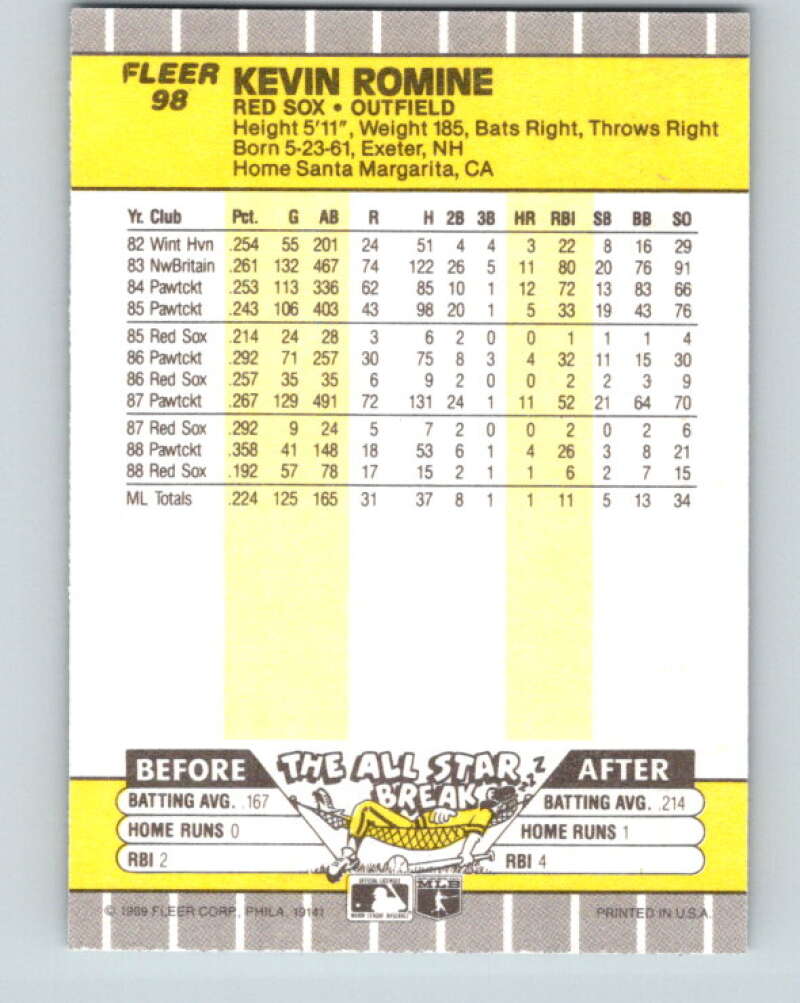 FLEER
98
KEVIN ROMINE
RED SOX • OUTFIELD
Height 5'11", Weight 185, Bats Right, Throws Right
Born 5-23-61, Exeter, NH
Home Santa Margarita, CA
Yr. Club Pct. G AB R H 2B 3B HR RBI SB BB SO
82 Wint Hvn .254 55 201 24 51 4 4 3 22 8 16 29
83 NwBritain .261 132 467 74 122 26 5 11 80 20 76 91
84 Pawtckt .253 113 336 62 85 10 1 12 72 13 83 66
85 Pawtckt .243 106 403 43 98 20 1 5 33 19 43 76
85 Red Sox .214 24 28 3 6 2 0 0 1 1 1 4
86 Pawtckt .292 71 257 30 75 8 3 4 32 11 15 30
86 Red Sox .257 35 35 6 9 2 0 0 2 2 3 9
87 Pawtckt .267 129 491 72 131 24 1 11 52 21 64 70
87 Red Sox .292 9 24 5 7 2 0 0 2 0 2 6
88 Pawtckt .358 41 148 18 53 6 1 4 26 3 8 21
88 Red Sox .192 57 78 17 15 2 1 1 6 2 7 15
ML Totals .224 125 165 31 37 8 1 1 11 5 13 34
BEFORE
THE ALL STAR BREAK
ZZZZ
AFTER
BATTING AVG. .167
BATTING AVG. .214
HOME RUNS 0
HOME RUNS 1
RBI 2
RBI 4
OFFICIAL LICENSEE
MAJOR LEAGUE BASEBALL
MLB
© 1989 FLEER CORP., PHILA. 19141
PRINTED IN U.S.A.